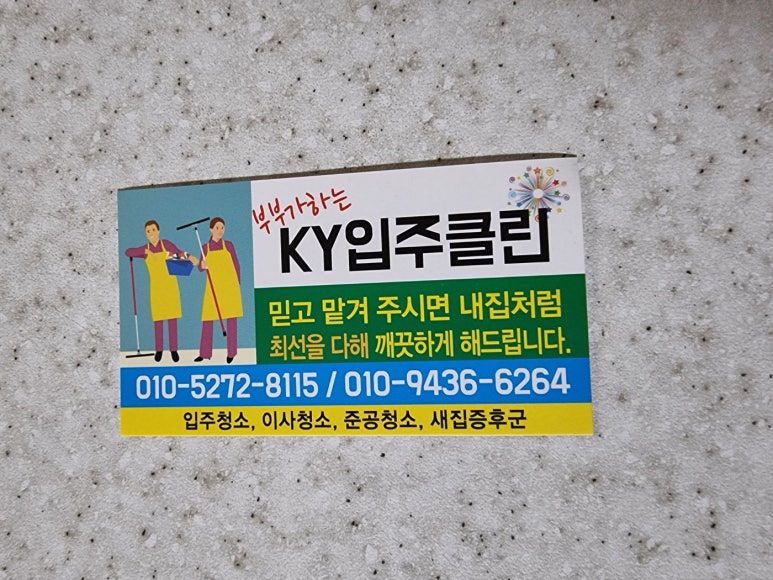 부부가하는
KY입주클린
믿고 맡겨 주시면 내집처럼
최선을 다해 깨끗하게 해드립니다.
010-5272-8115 / 010-9436-6264
입주청소, 이사청소, 준공청소, 새집증후군